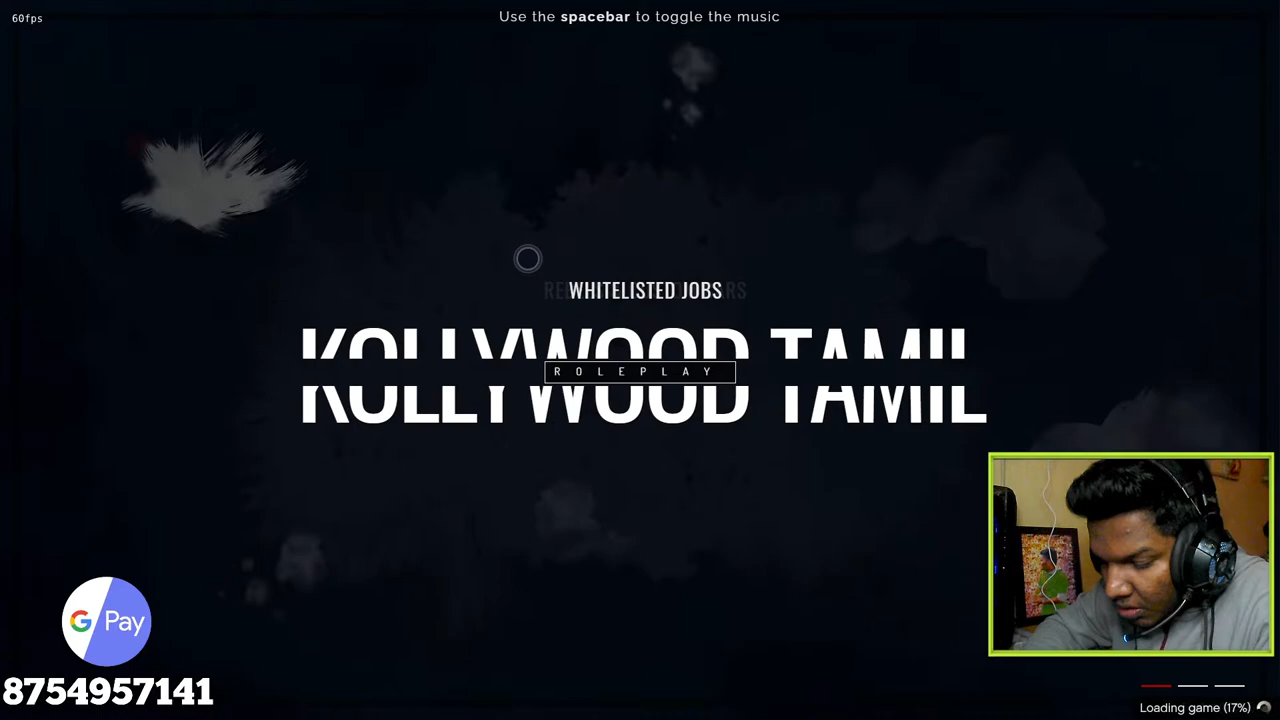 60fps
Use the spacebar to toggle the music
WHITELISTED JOBS
KOLLYWOOD TAMIL
ROLEPLAY
G Pay
8754957141
Loading game (17%)